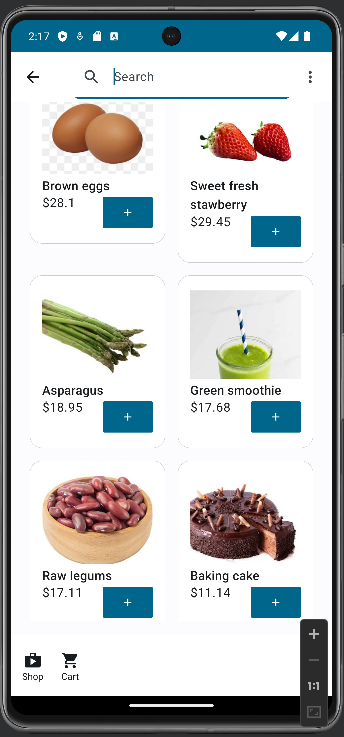 2:17
Search
Brown eggs
$28.1
+
Sweet fresh
stawberry
$29.45
+
Asparagus
$18.95
+
Green smoothie
$17.68
+
Raw legums
$17.11
+
Baking cake
$11.14
+
Shop
Cart
+
−
1:1